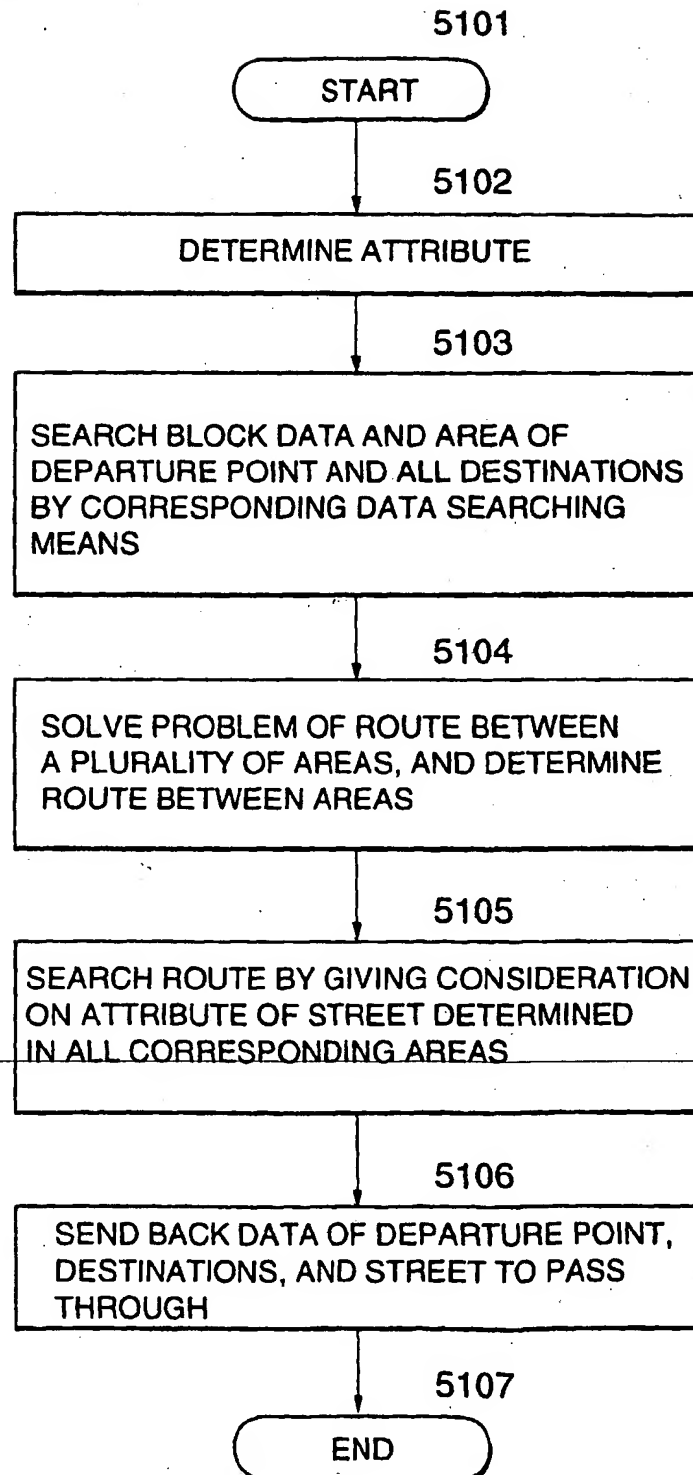 5101
START
5102
DETERMINE ATTRIBUTE
5103
SEARCH BLOCK DATA AND AREA OF
DEPARTURE POINT AND ALL DESTINATIONS
BY CORRESPONDING DATA SEARCHING
MEANS
5104
SOLVE PROBLEM OF ROUTE BETWEEN
A PLURALITY OF AREAS, AND DETERMINE
ROUTE BETWEEN AREAS
5105
SEARCH ROUTE BY GIVING CONSIDERATION
ON ATTRIBUTE OF STREET DETERMINED
IN ALL CORRESPONDING AREAS
5106
SEND BACK DATA OF DEPARTURE POINT,
DESTINATIONS, AND STREET TO PASS
THROUGH
5107
END